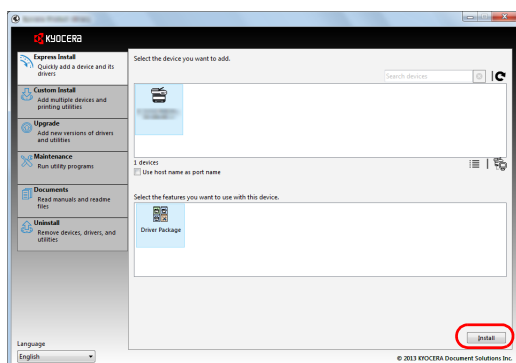 KYOCERA
Express Install
Quickly add a device and its
drivers
Custom Install
Add multiple devices and
printing utilities
Upgrade
Add new versions of drivers
and utilities
Maintenance
Run utility programs
Documents
Read manuals and readme
files
Uninstall
Remove devices, drivers, and
utilities
Language
English
Select the device you want to add.
Search devices
1 devices
Use host name as port name
Select the features you want to use with this device.
Driver Package
Install
© 2013 KYOCERA Document Solutions Inc.